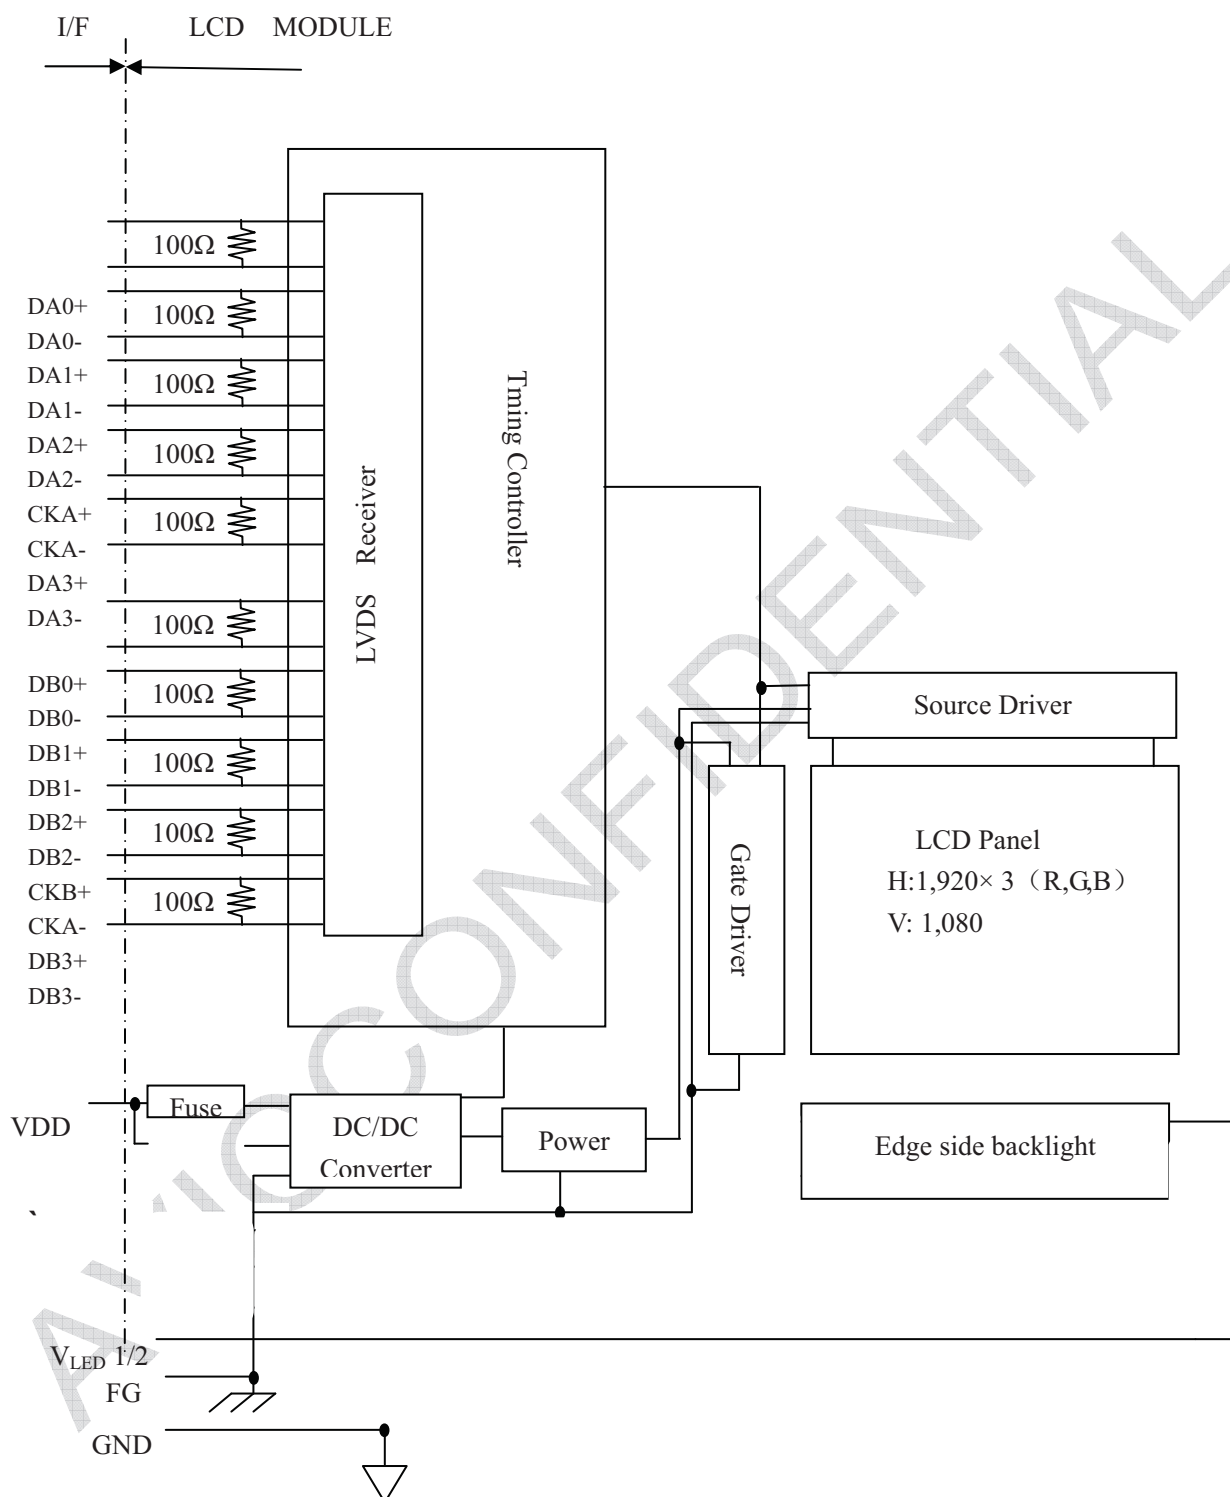 I/F LCD MODULE
100Ω
100Ω
100Ω
100Ω
100Ω
100Ω
100Ω
100Ω
100Ω
100Ω
DA0+
DA0-
DA1+
DA1-
DA2+
DA2-
CKA+
CKA-
DA3+
DA3-
DB0+
DB0-
DB1+
DB1-
DB2+
DB2-
CKB+
CKA-
DB3+
DB3-
LVDS Receiver
Tming Controller
Source Driver
Gate Driver
LCD Panel
H:1,920× 3（R,G,B）
V: 1,080
VDD
Fuse
DC/DC
Converter
Power
Edge side backlight
VLED 1/2
FG
GND
AVIC CONFIDENTIAL